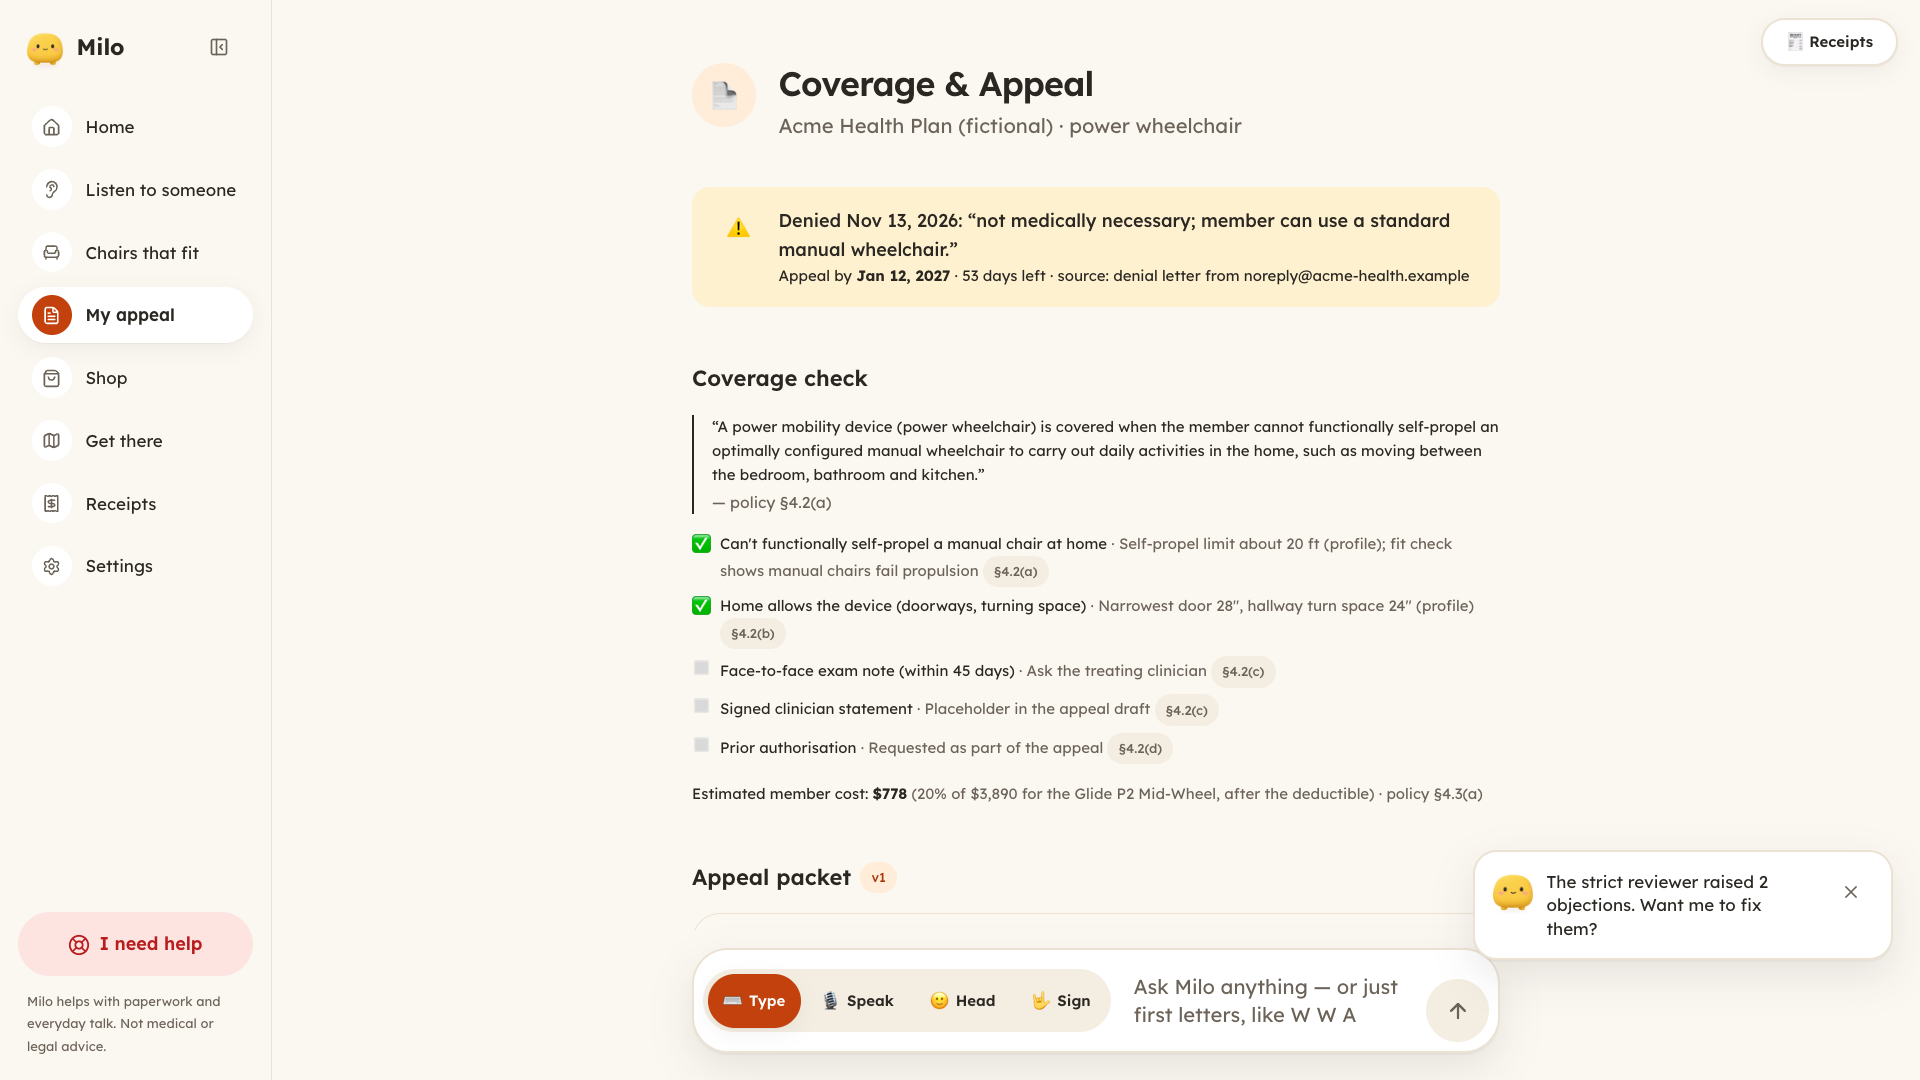 Milo
Home
Listen to someone
Chairs that fit
My appeal
Shop
Get there
Receipts
Settings
I need help
Milo helps with paperwork and
everyday talk. Not medical or
legal advice.
Receipts
Coverage & Appeal
Acme Health Plan (fictional) · power wheelchair
Denied Nov 13, 2026: “not medically necessary; member can use a standard
manual wheelchair.”
Appeal by Jan 12, 2027 · 53 days left · source: denial letter from noreply@acme-health.example
Coverage check
“A power mobility device (power wheelchair) is covered when the member cannot functionally self-propel an
optimally configured manual wheelchair to carry out daily activities in the home, such as moving between
the bedroom, bathroom and kitchen.”
— policy §4.2(a)
Can't functionally self-propel a manual chair at home · Self-propel limit about 20 ft (profile); fit check
shows manual chairs fail propulsion §4.2(a)
Home allows the device (doorways, turning space) · Narrowest door 28", hallway turn space 24" (profile)
§4.2(b)
Face-to-face exam note (within 45 days) · Ask the treating clinician §4.2(c)
Signed clinician statement · Placeholder in the appeal draft §4.2(c)
Prior authorisation · Requested as part of the appeal §4.2(d)
Estimated member cost: $778 (20% of $3,890 for the Glide P2 Mid-Wheel, after the deductible) · policy §4.3(a)
Appeal packet v1
The strict reviewer raised 2
objections. Want me to fix
them?
Type
Speak
Head
Sign
Ask Milo anything — or just
first letters, like W W A